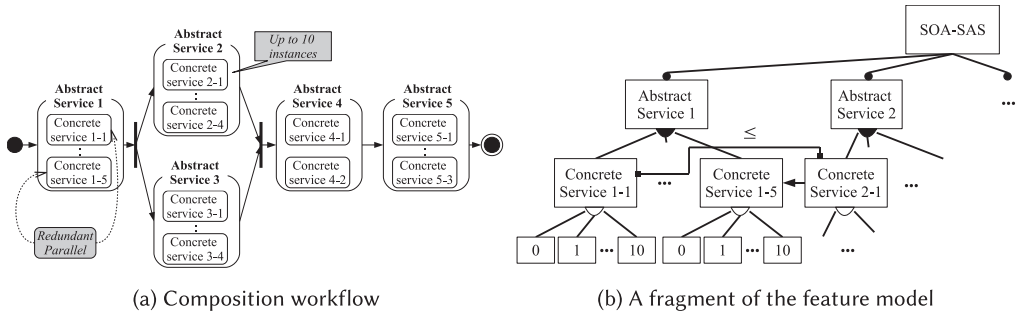 Abstract
Service 1
Concrete
service 1-1
⋮
Concrete
service 1-5
Redundant
Parallel
Abstract
Service 2
Concrete
service 2-1
⋮
Concrete
service 2-4
Up to 10
instances
Abstract
Service 3
Concrete
service 3-1
⋮
Concrete
service 3-4
Abstract
Service 4
Concrete
service 4-1
Concrete
service 4-2
Abstract
Service 5
Concrete
service 5-1
⋮
Concrete
service 5-3
(a) Composition workflow
SOA-SAS
Abstract
Service 1
Abstract
Service 2
...
≤
Concrete
Service 1-1
...
Concrete
Service 1-5
Concrete
Service 2-1
...
0
1
...
10
0
1
...
10
...
(b) A fragment of the feature model